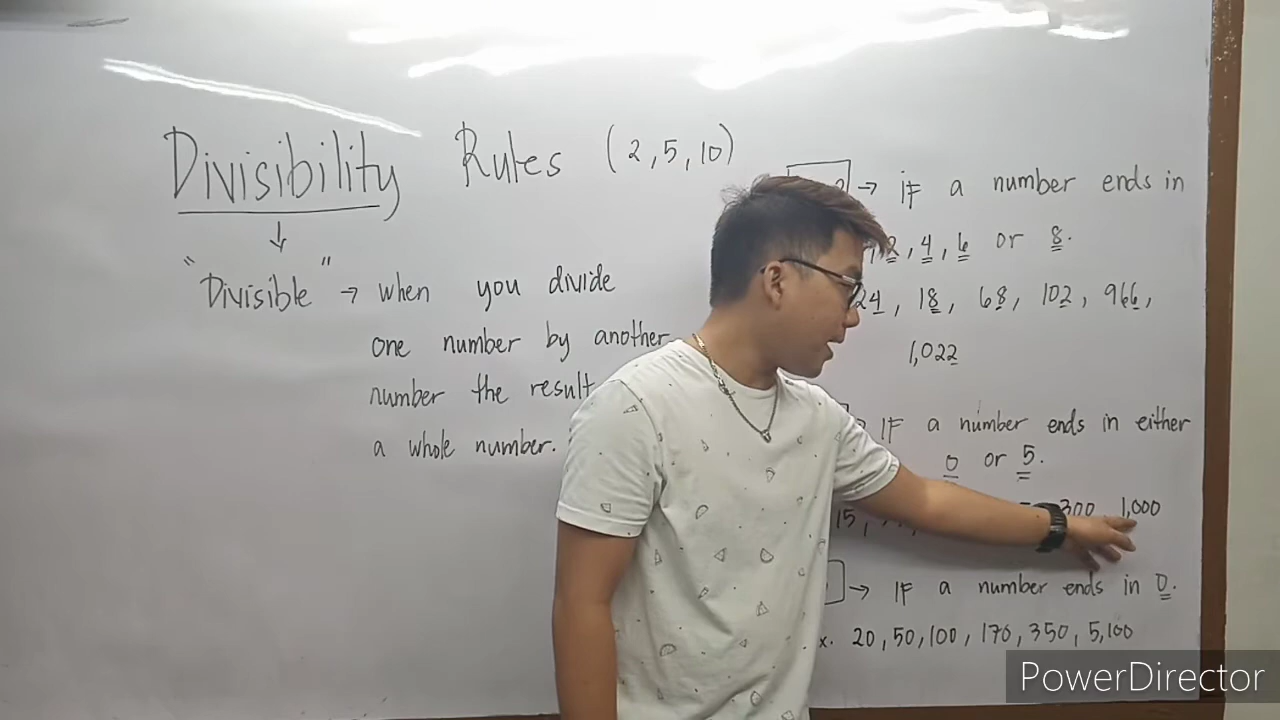 Divisibility Rules (2, 5, 10)
"Divisible" → when you divide
one number by another
number the result
a whole number.
→ IF a number ends in
2, 4, 6 or 8.
24, 18, 68, 102, 966,
1,022
IF a number ends in either
0 or 5.
15, 300, 1,000
→ IF a number ends in 0.
x. 20, 50, 100, 170, 350, 5,100
PowerDirector